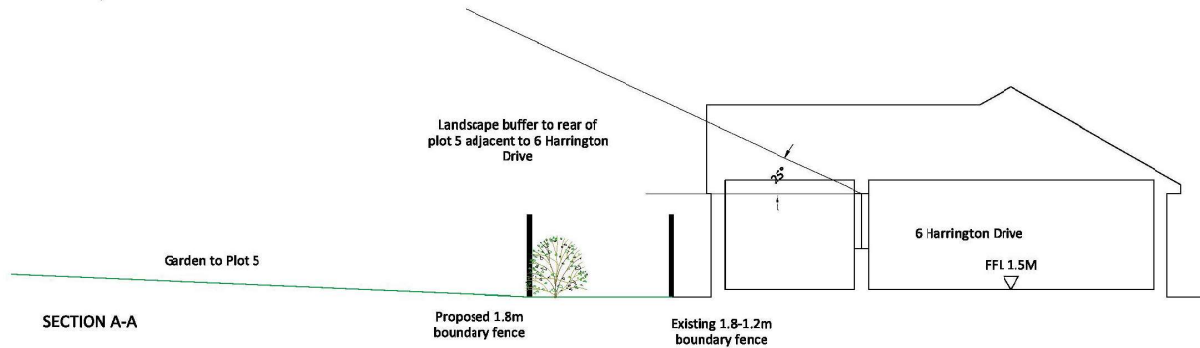 Landscape buffer to rear of
plot 5 adjacent to 6 Harrington
Drive
25°
6 Harrington Drive
Garden to Plot 5
FFL 1.5M
SECTION A-A
Proposed 1.8m
boundary fence
Existing 1.8-1.2m
boundary fence